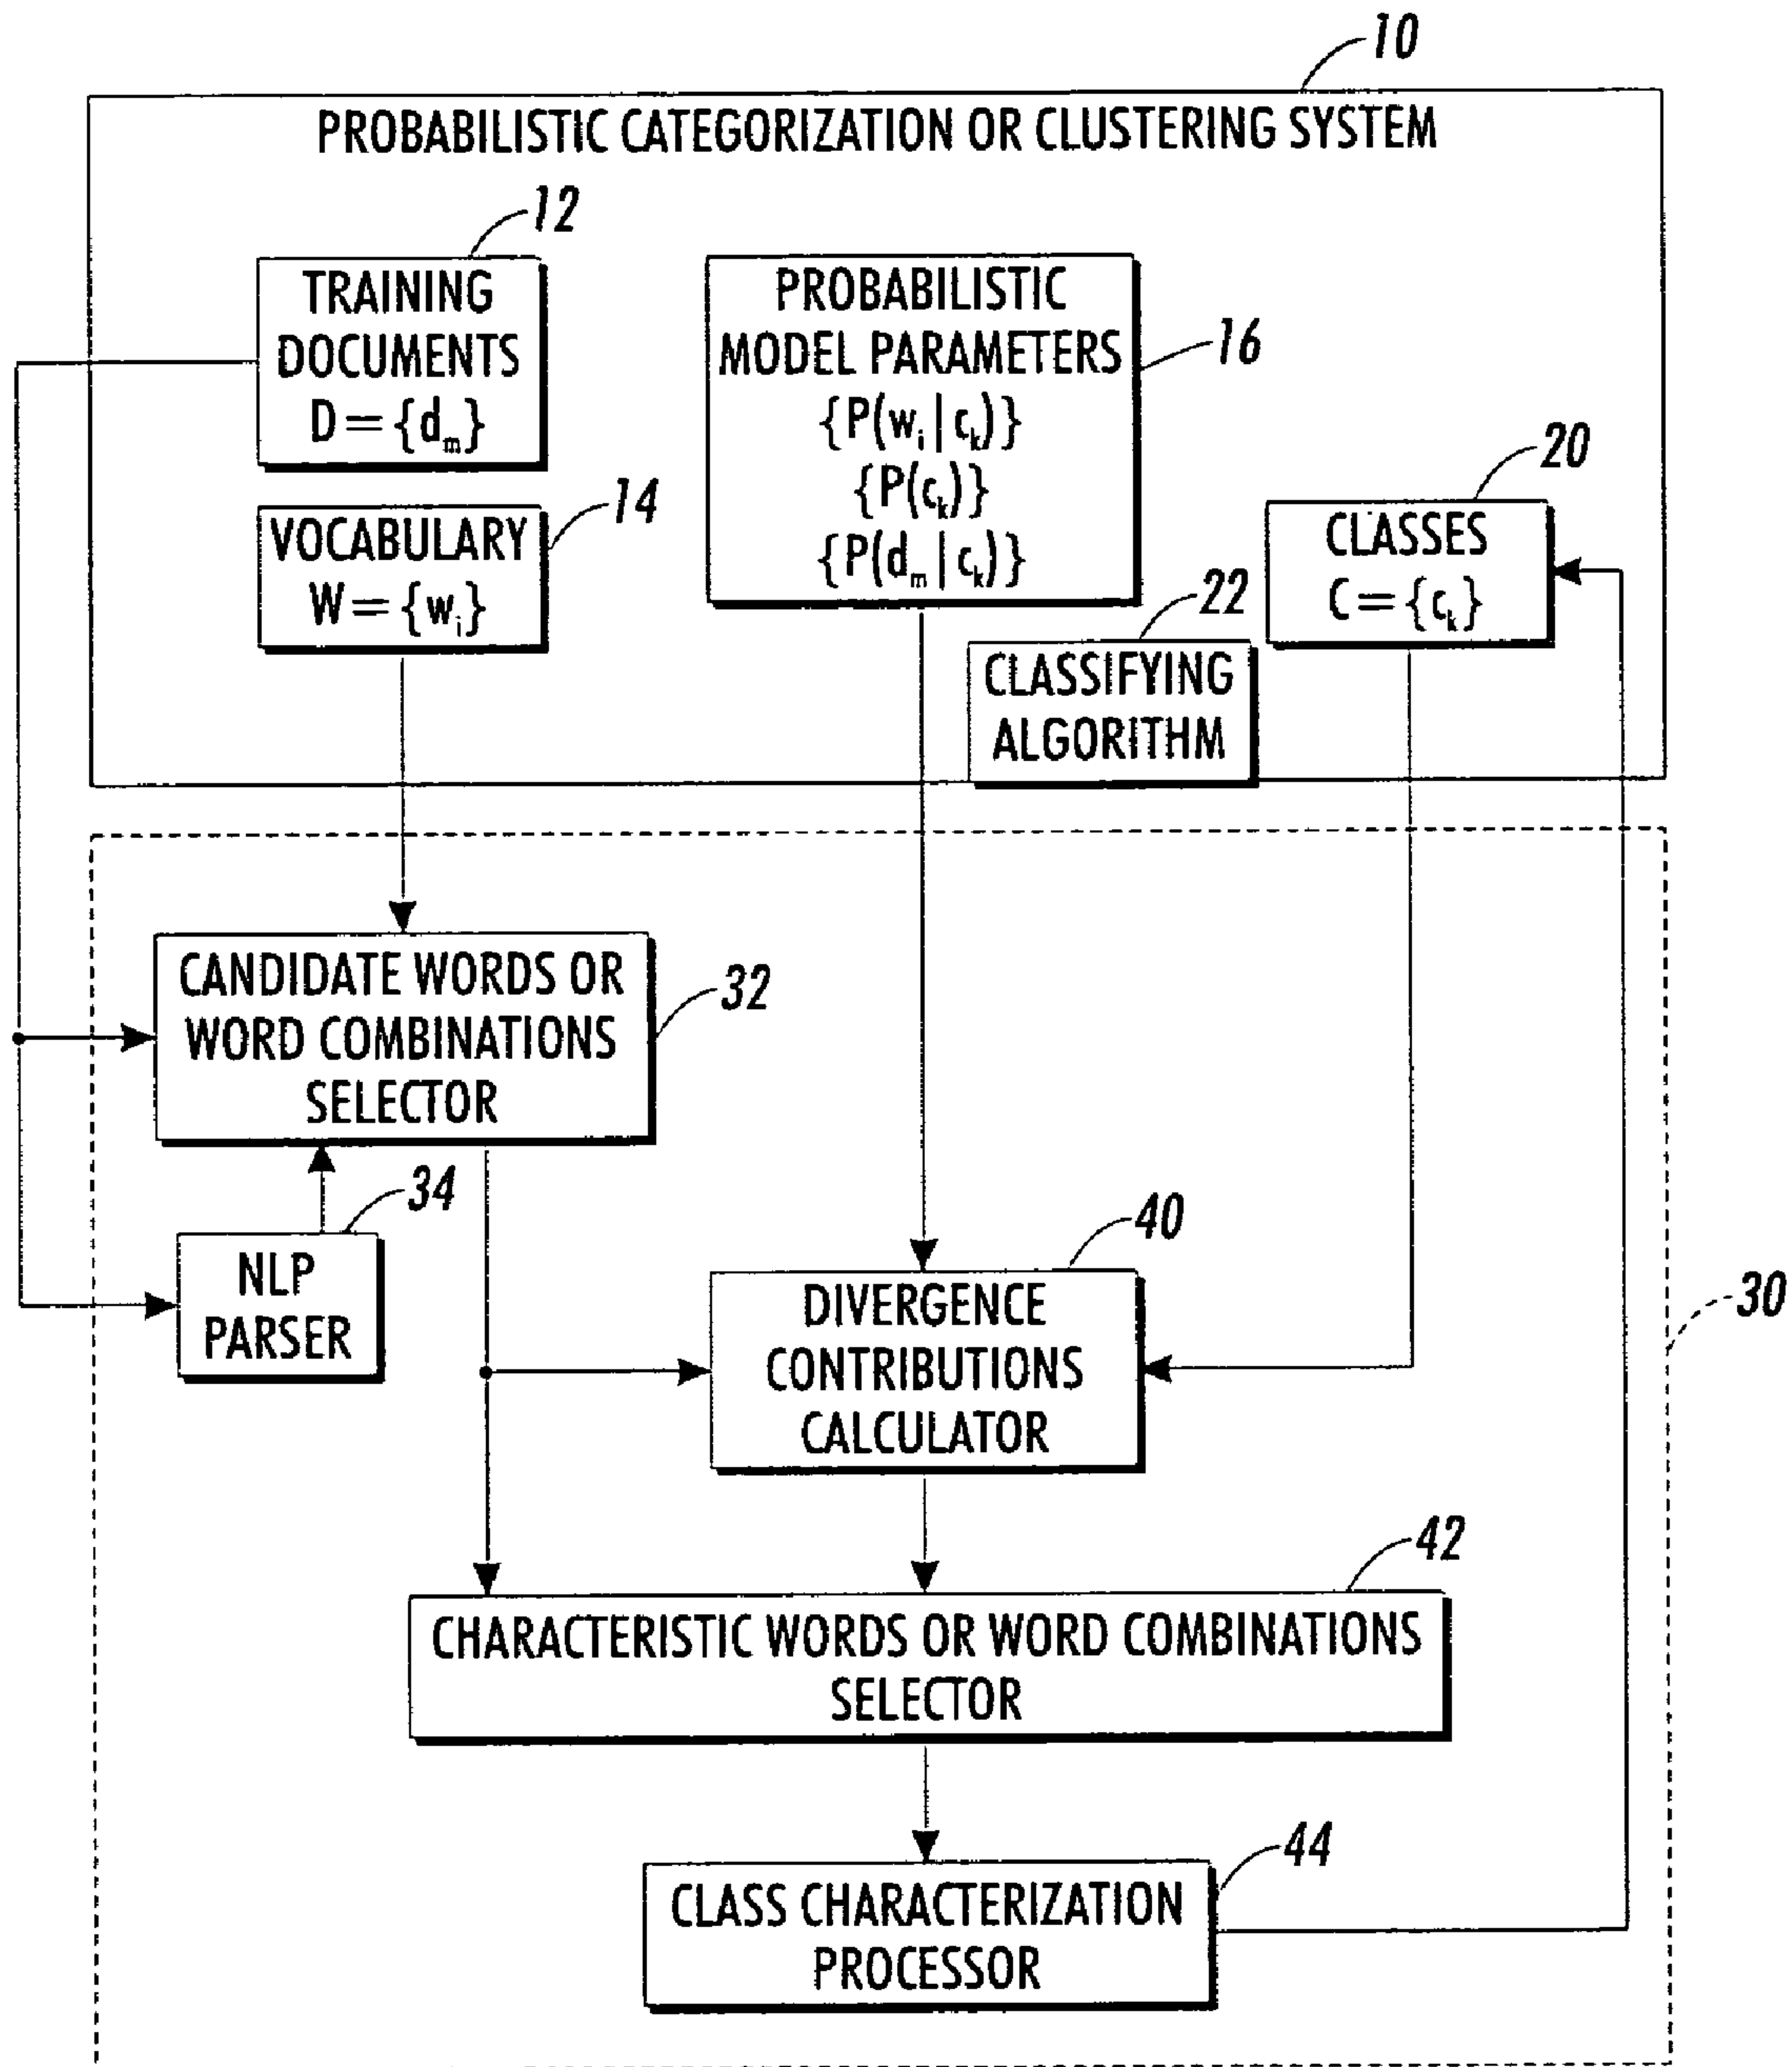 10
PROBABILISTIC CATEGORIZATION OR CLUSTERING SYSTEM
12
TRAINING
DOCUMENTS
D={dₘ}
14
VOCABULARY
W={wᵢ}
PROBABILISTIC
MODEL PARAMETERS
{P(wᵢ|cₖ)}
{P(cₖ)}
{P(dₘ|cₖ)}
16
20
CLASSES
C={cₖ}
22
CLASSIFYING
ALGORITHM
CANDIDATE WORDS OR
WORD COMBINATIONS
SELECTOR
32
34
NLP
PARSER
40
DIVERGENCE
CONTRIBUTIONS
CALCULATOR
30
42
CHARACTERISTIC WORDS OR WORD COMBINATIONS
SELECTOR
44
CLASS CHARACTERIZATION
PROCESSOR